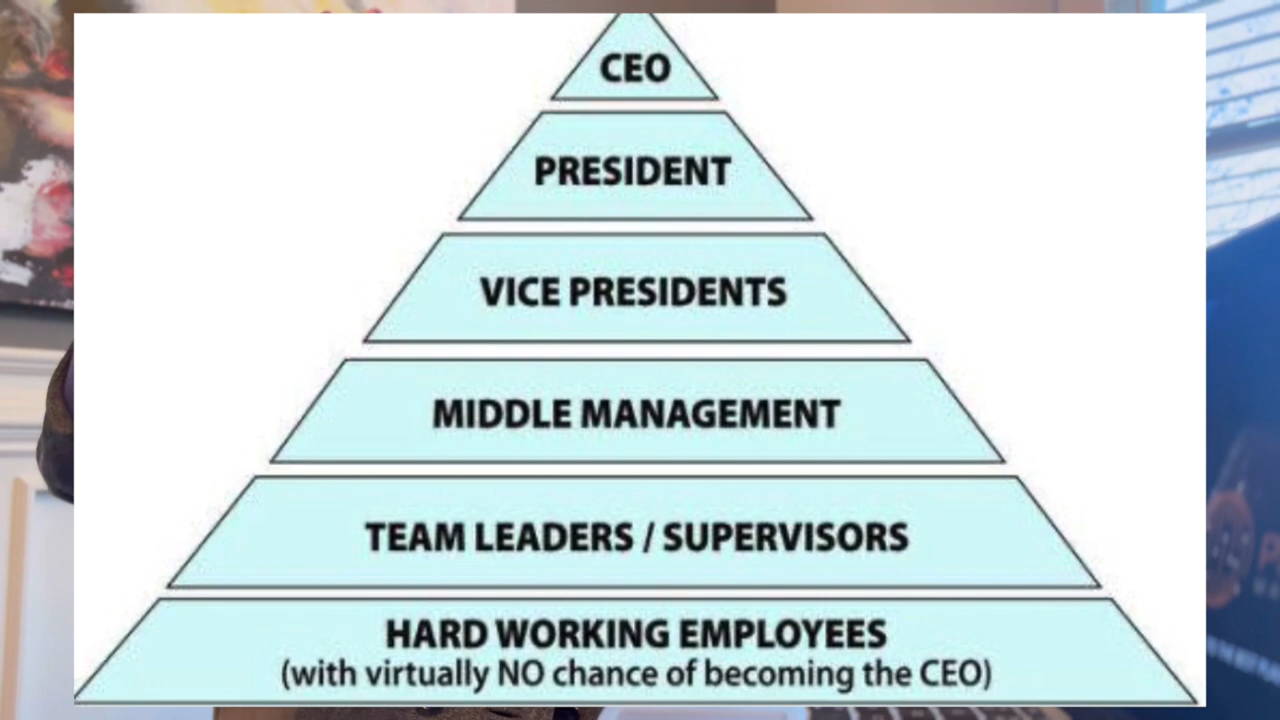 CEO
PRESIDENT
VICE PRESIDENTS
MIDDLE MANAGEMENT
TEAM LEADERS / SUPERVISORS
HARD WORKING EMPLOYEES
(with virtually NO chance of becoming the CEO)